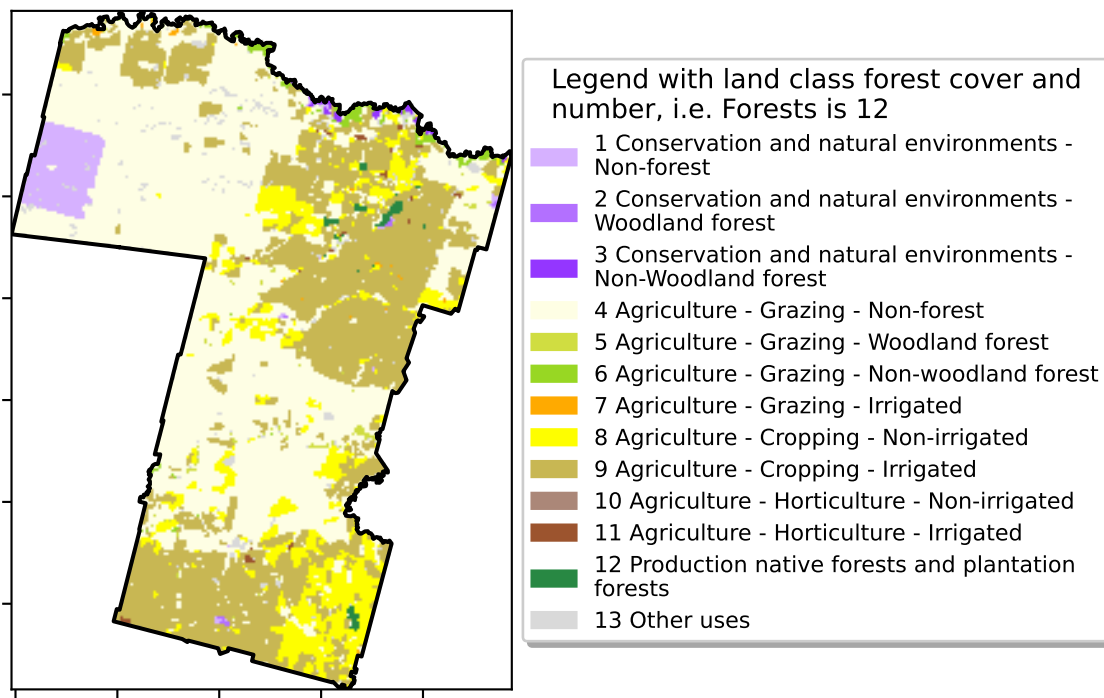 Legend with land class forest cover and
number, i.e. Forests is 12
1 Conservation and natural environments -
Non-forest
2 Conservation and natural environments -
Woodland forest
3 Conservation and natural environments -
Non-Woodland forest
4 Agriculture - Grazing - Non-forest
5 Agriculture - Grazing - Woodland forest
6 Agriculture - Grazing - Non-woodland forest
7 Agriculture - Grazing - Irrigated
8 Agriculture - Cropping - Non-irrigated
9 Agriculture - Cropping - Irrigated
10 Agriculture - Horticulture - Non-irrigated
11 Agriculture - Horticulture - Irrigated
12 Production native forests and plantation
forests
13 Other uses